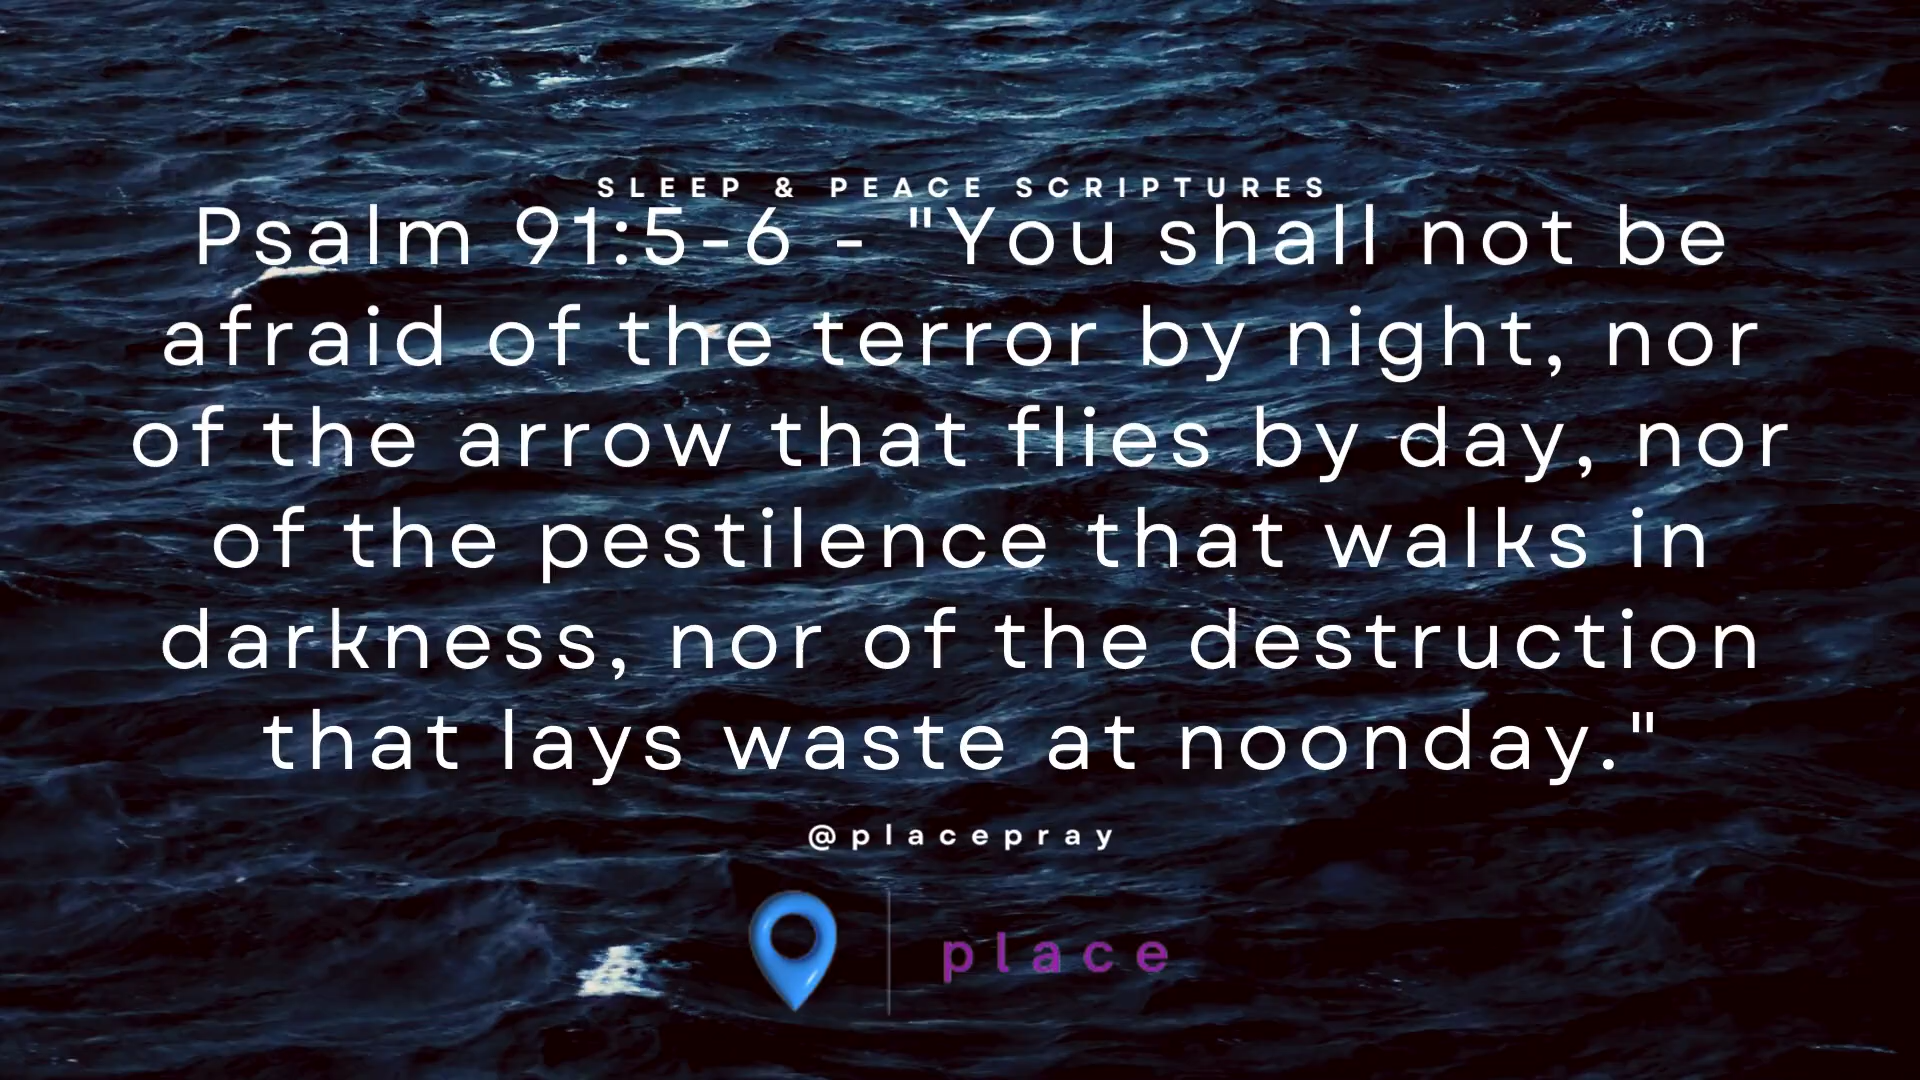 SLEEP & PEACE SCRIPTURES
Psalm 91:5-6 - "You shall not be
afraid of the terror by night, nor
of the arrow that flies by day, nor
of the pestilence that walks in
darkness, nor of the destruction
that lays waste at noonday."
@placepray
place